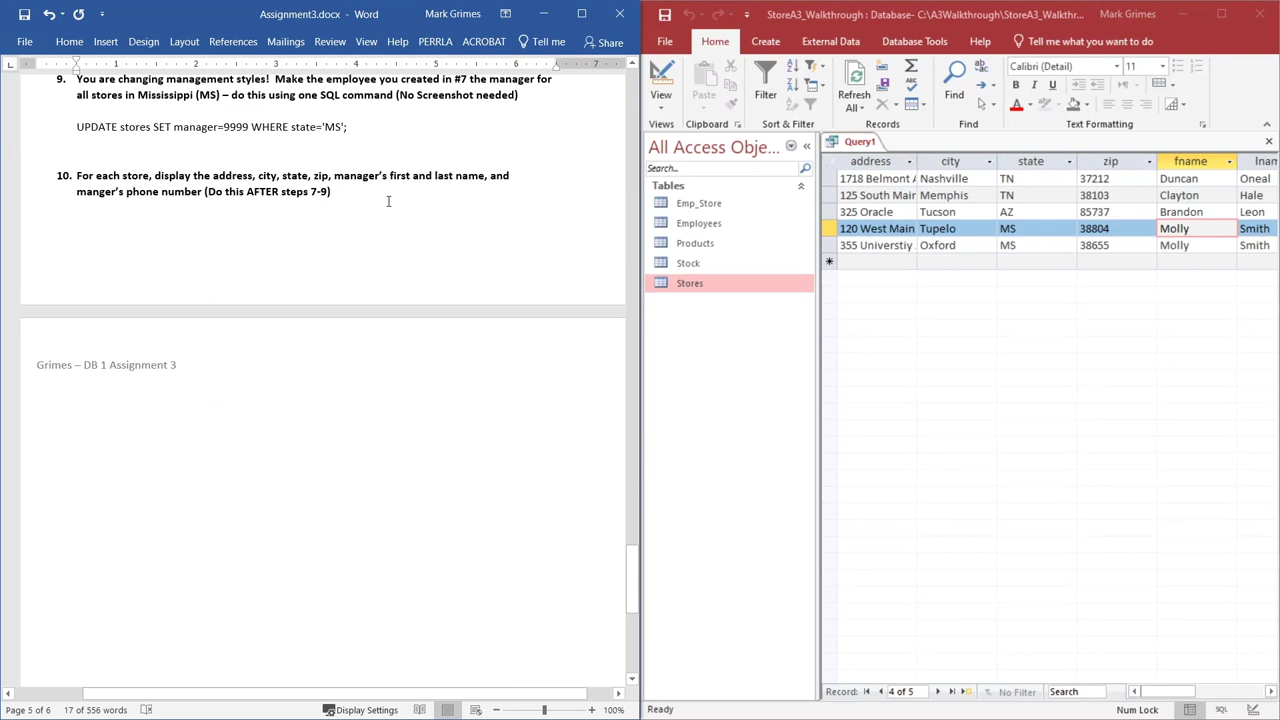 Assignment3.docx - Word
Mark Grimes
File Home Insert Design Layout References Mailings Review View Help PERRLA ACROBAT Tell me Share
1 2 3 4 5 6 7
9. You are changing management styles! Make the employee you created in #7 the manager for
all stores in Mississippi (MS) – do this using one SQL command (No Screenshot needed)
UPDATE stores SET manager=9999 WHERE state='MS';
10. For each store, display the address, city, state, zip, manager's first and last name, and
manger's phone number (Do this AFTER steps 7-9)
Grimes – DB 1 Assignment 3
Page 5 of 6 17 of 556 words Display Settings 100%
StoreA3_Walkthrough : Database- C:\A3Walkthrough\StoreA3_Walkthr...
Mark Grimes
File Home Create External Data Database Tools Help Tell me what you want to do
View Paste Filter Refresh All Find
Calibri (Detail) 11
B I U
Views Clipboard Sort & Filter Records Find Text Formatting
All Access Obje...
Search...
Tables
Emp_Store
Employees
Products
Stock
Stores
Query1
address city state zip fname lnam
1718 Belmont A Nashville TN 37212 Duncan Oneal
125 South Main Memphis TN 38103 Clayton Hale
325 Oracle Tucson AZ 85737 Brandon Leon
120 West Main Tupelo MS 38804 Molly Smith
355 Universtiy Oxford MS 38655 Molly Smith
Record: 4 of 5 No Filter Search
Ready
Num Lock SQL